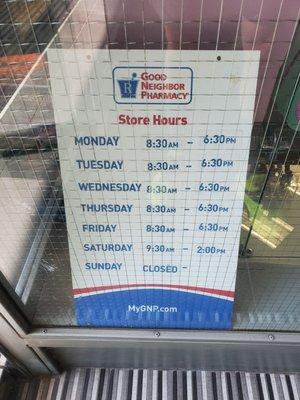 GOOD
NEIGHBOR
PHARMACY
Store Hours
MONDAY 8:30AM – 6:30PM
TUESDAY 8:30AM – 6:30PM
WEDNESDAY 8:30AM – 6:30PM
THURSDAY 8:30AM – 6:30PM
FRIDAY 8:30AM – 6:30PM
SATURDAY 9:30AM – 2:00PM
SUNDAY CLOSED –
MyGNP.com